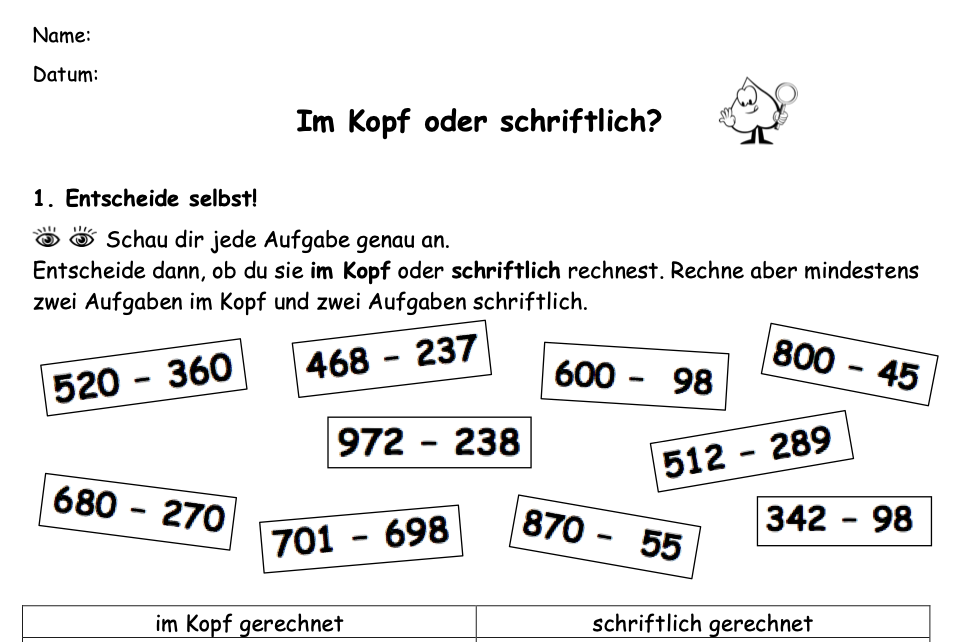 Name:
Datum:
Im Kopf oder schriftlich?
1. Entscheide selbst!
Schau dir jede Aufgabe genau an.
Entscheide dann, ob du sie im Kopf oder schriftlich rechnest. Rechne aber mindestens
zwei Aufgaben im Kopf und zwei Aufgaben schriftlich.
520 - 360
468 - 237
600 - 98
800 - 45
972 - 238
512 - 289
680 - 270
701 - 698
870 - 55
342 - 98
im Kopf gerechnet
schriftlich gerechnet